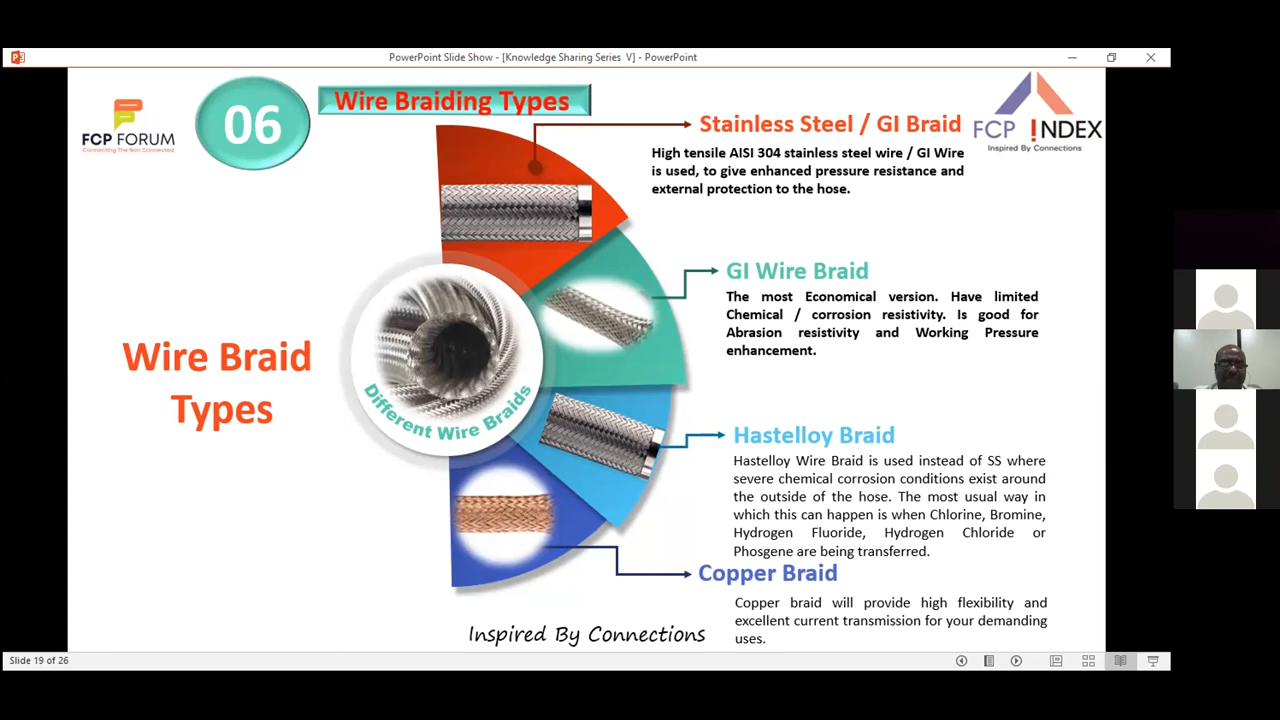 PowerPoint Slide Show - [Knowledge Sharing Series V] - PowerPoint
FCP FORUM
Connecting The Non Connected
06
Wire Braiding Types
FCP !NDEX
Inspired By Connections
Stainless Steel / GI Braid
High tensile AISI 304 stainless steel wire / GI Wire
is used, to give enhanced pressure resistance and
external protection to the hose.
GI Wire Braid
The most Economical version. Have limited
Chemical / corrosion resistivity. Is good for
Abrasion resistivity and Working Pressure
enhancement.
Wire Braid
Types
Different Wire Braids
Hastelloy Braid
Hastelloy Wire Braid is used instead of SS where
severe chemical corrosion conditions exist around
the outside of the hose. The most usual way in
which this can happen is when Chlorine, Bromine,
Hydrogen Fluoride, Hydrogen Chloride or
Phosgene are being transferred.
Copper Braid
Copper braid will provide high flexibility and
excellent current transmission for your demanding
uses.
Inspired By Connections
Slide 19 of 26